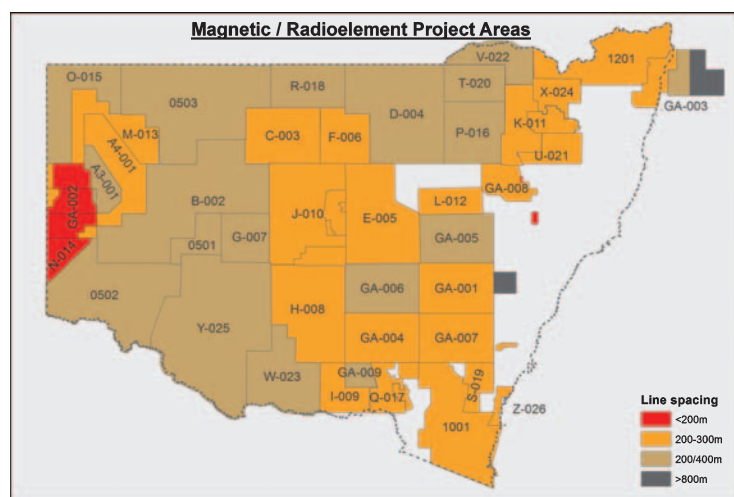 Magnetic / Radioelement Project Areas
V-022
1201
O-015
R-018
T-020
X-024
GA-003
0503
D-004
M-013
C-003
F-006
P-016
K-011
A4-001
U-021
A3-001
GA-002
GA-008
B-002
J-010
E-005
L-012
G-007
0501
GA-005
N-014
0502
GA-006
GA-001
H-008
Y-025
GA-004
GA-007
W-023
GA-009
S-019
I-009
Q-017
Z-026
1001
Line spacing
<200m
200-300m
200/400m
>800m